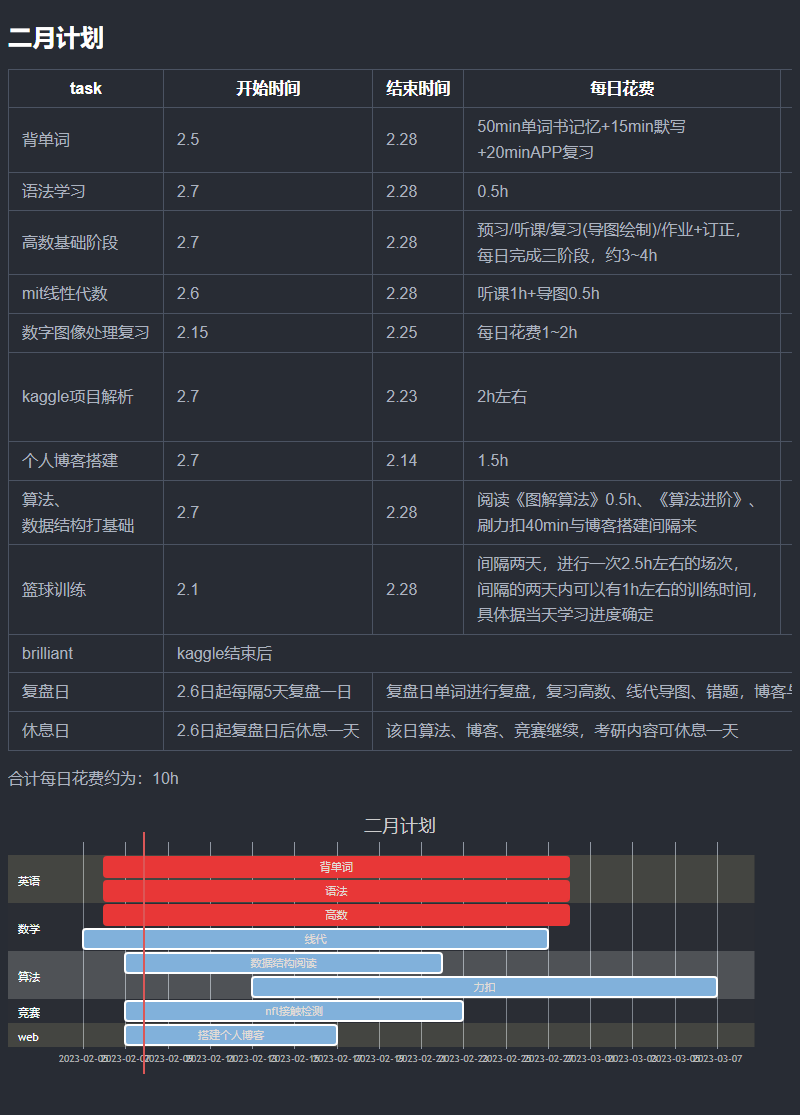 二月计划
task 开始时间 结束时间 每日花费
背单词 2.5 2.28 50min单词书记忆+15min默写
+20minAPP复习
语法学习 2.7 2.28 0.5h
高数基础阶段 2.7 2.28 预习/听课/复习(导图绘制)/作业+订正，
每日完成三阶段，约3~4h
mit线性代数 2.6 2.28 听课1h+导图0.5h
数字图像处理复习 2.15 2.25 每日花费1~2h
kaggle项目解析 2.7 2.23 2h左右
个人博客搭建 2.7 2.14 1.5h
算法、
数据结构打基础 2.7 2.28 阅读《图解算法》0.5h、《算法进阶》、
刷力扣40min与博客搭建间隔来
篮球训练 2.1 2.28 间隔两天，进行一次2.5h左右的场次，
间隔的两天内可以有1h左右的训练时间，
具体据当天学习进度确定
brilliant kaggle结束后
复盘日 2.6日起每隔5天复盘一日 复盘日单词进行复盘，复习高数、线代导图、错题，博客
休息日 2.6日起复盘日后休息一天 该日算法、博客、竞赛继续，考研内容可休息一天
合计每日花费约为：10h
二月计划
英语
背单词
语法
数学
高数
线代
算法
数据结构阅读
力扣
竞赛
nfl接触检测
web
搭建个人博客
2023-02-05 2023-02-07 2023-02-09 2023-02-11 2023-02-13 2023-02-15 2023-02-17 2023-02-19 2023-02-21 2023-02-23 2023-02-25 2023-02-27 2023-03-01 2023-03-03 2023-03-05 2023-03-07